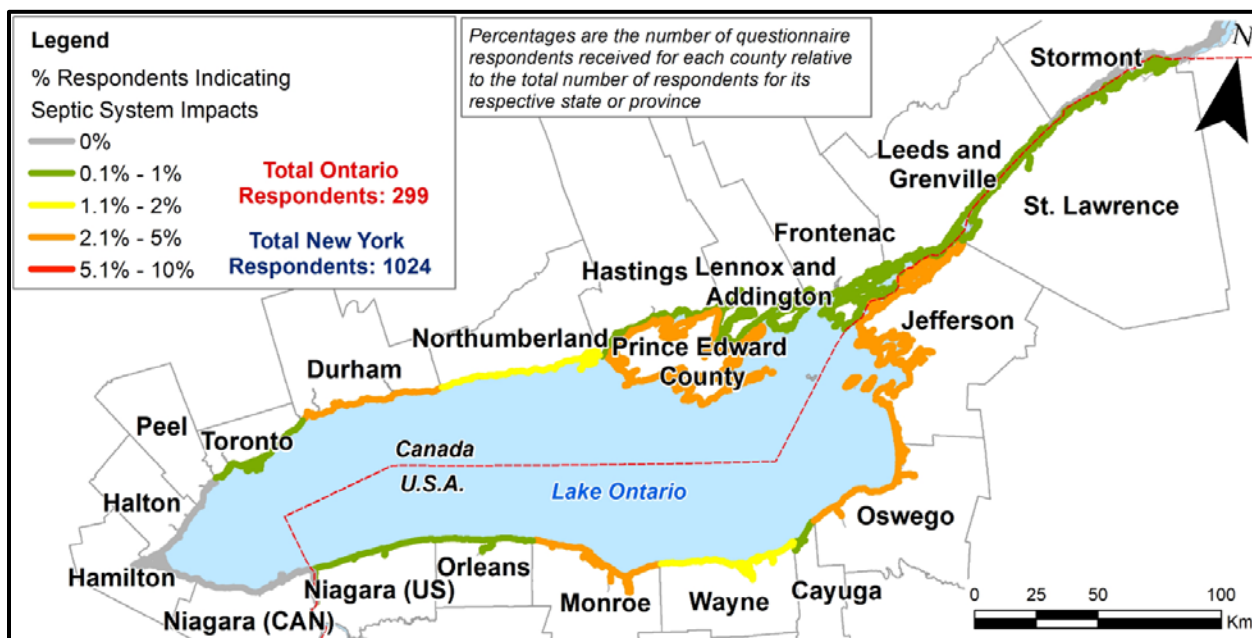 Legend
% Respondents Indicating
Septic System Impacts
0%
0.1% - 1%
1.1% - 2%
2.1% - 5%
5.1% - 10%
Total Ontario
Respondents: 299
Total New York
Respondents: 1024
Percentages are the number of questionnaire
respondents received for each county relative
to the total number of respondents for its
respective state or province
N
Stormont
Leeds and
Grenville
St. Lawrence
Frontenac
Hastings
Lennox and
Addington
Jefferson
Northumberland
Prince Edward
County
Durham
Peel
Toronto
Canada
U.S.A.
Lake Ontario
Halton
Oswego
Hamilton
Niagara (US)
Orleans
Monroe
Wayne
Cayuga
Niagara (CAN)
0
25
50
100
Km